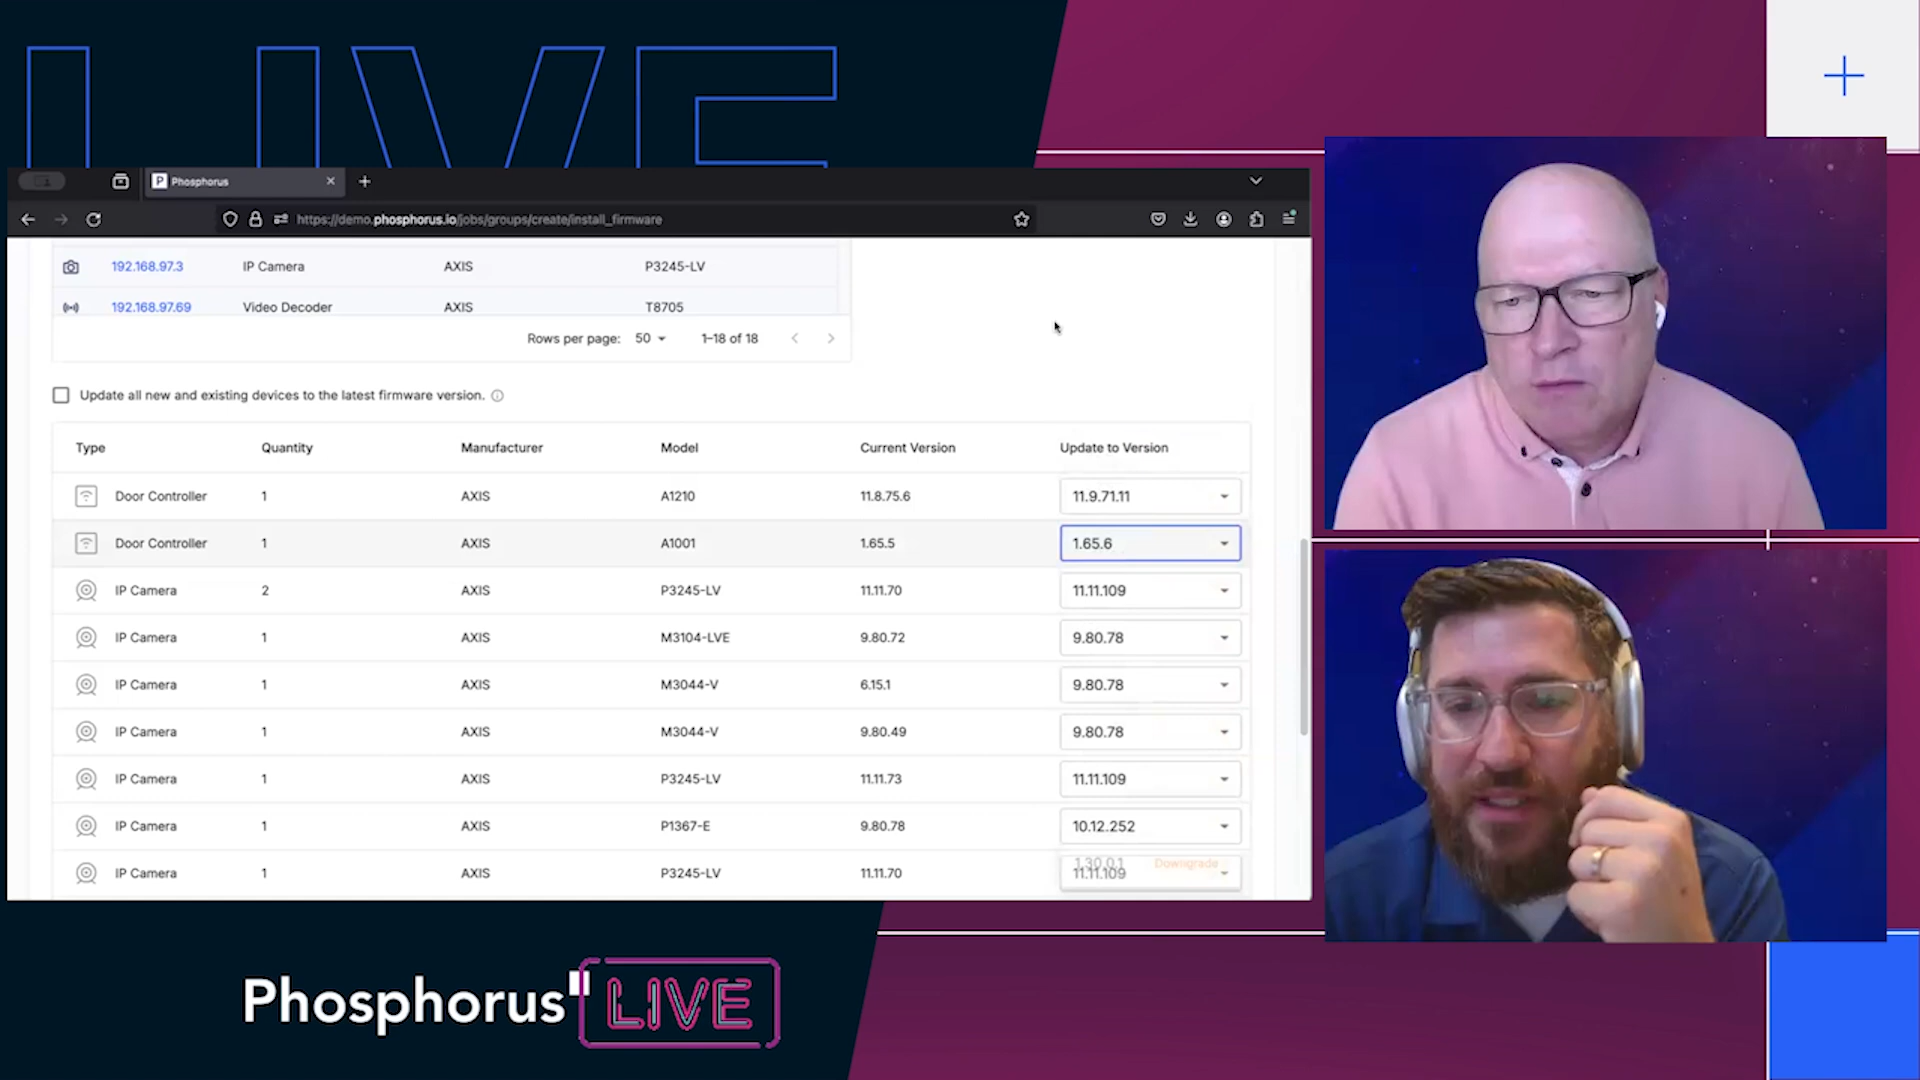 LIVE
Phosphorus
https://demo.phosphorus.io/jobs/groups/create/install_firmware
192.168.97.3 IP Camera AXIS P3245-LV
192.168.97.69 Video Decoder AXIS T8705
Rows per page: 50 1–18 of 18
Update all new and existing devices to the latest firmware version.
Type Quantity Manufacturer Model Current Version Update to Version
Door Controller 1 AXIS A1210 11.8.75.6 11.9.71.11
Door Controller 1 AXIS A1001 1.65.5 1.65.6
IP Camera 2 AXIS P3245-LV 11.11.70 11.11.109
IP Camera 1 AXIS M3104-LVE 9.80.72 9.80.78
IP Camera 1 AXIS M3044-V 6.15.1 9.80.78
IP Camera 1 AXIS M3044-V 9.80.49 9.80.78
IP Camera 1 AXIS P3245-LV 11.11.73 11.11.109
IP Camera 1 AXIS P1367-E 9.80.78 10.12.252
1.30.0.1 Downgrade
IP Camera 1 AXIS P3245-LV 11.11.70 11.11.109
Phosphorus LIVE